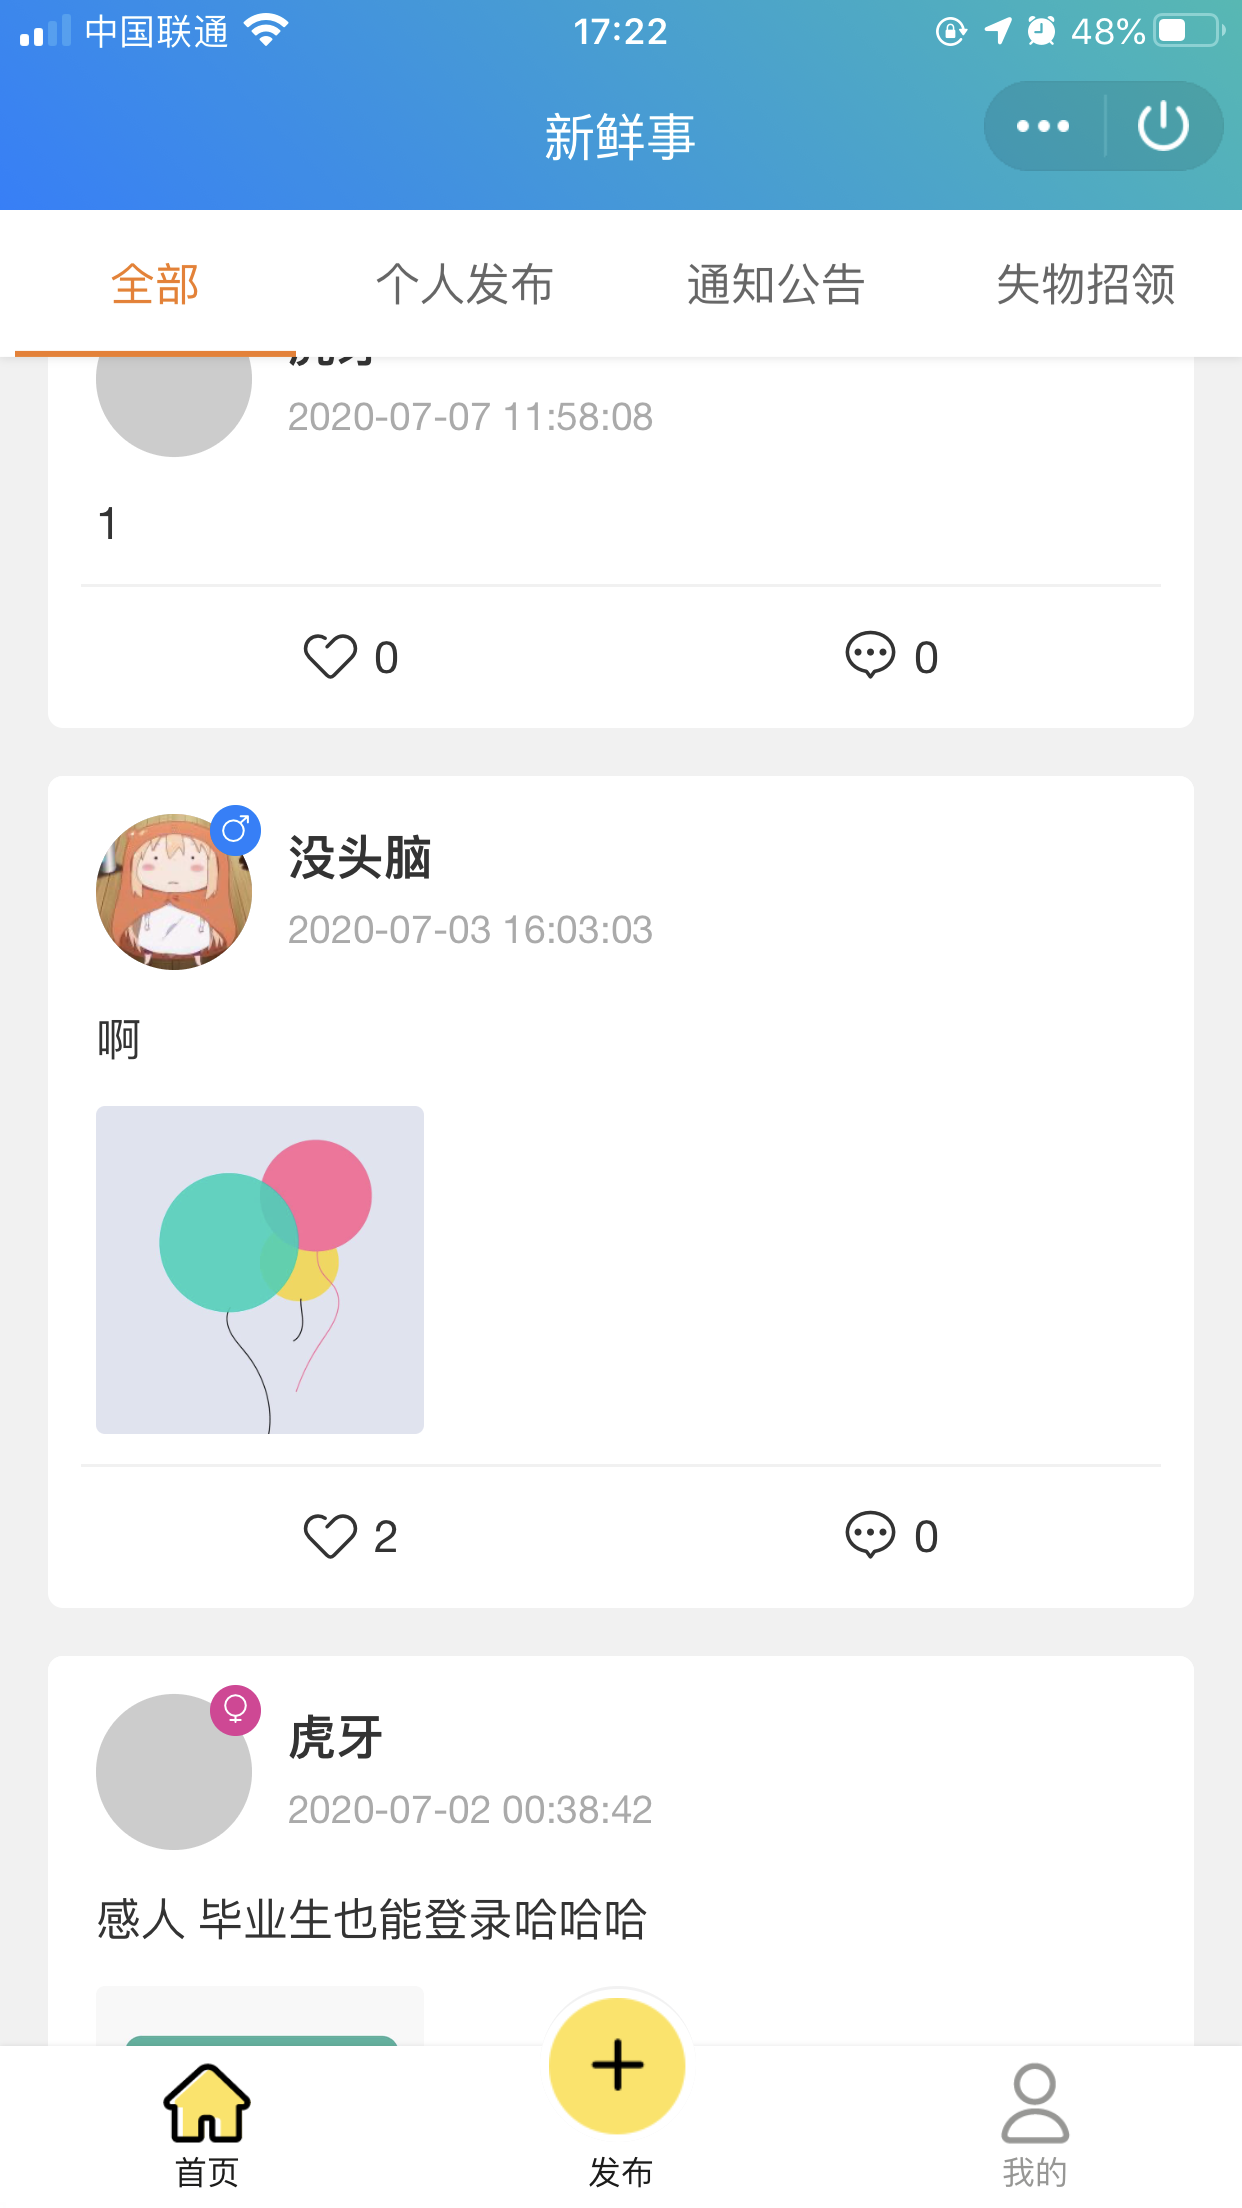 中国联通 17:22 48%
新鲜事
全部 个人发布 通知公告 失物招领
2020-07-07 11:58:08
1
0 0
没头脑
2020-07-03 16:03:03
啊
2 0
虎牙
2020-07-02 00:38:42
感人 毕业生也能登录哈哈哈
首页 发布 我的